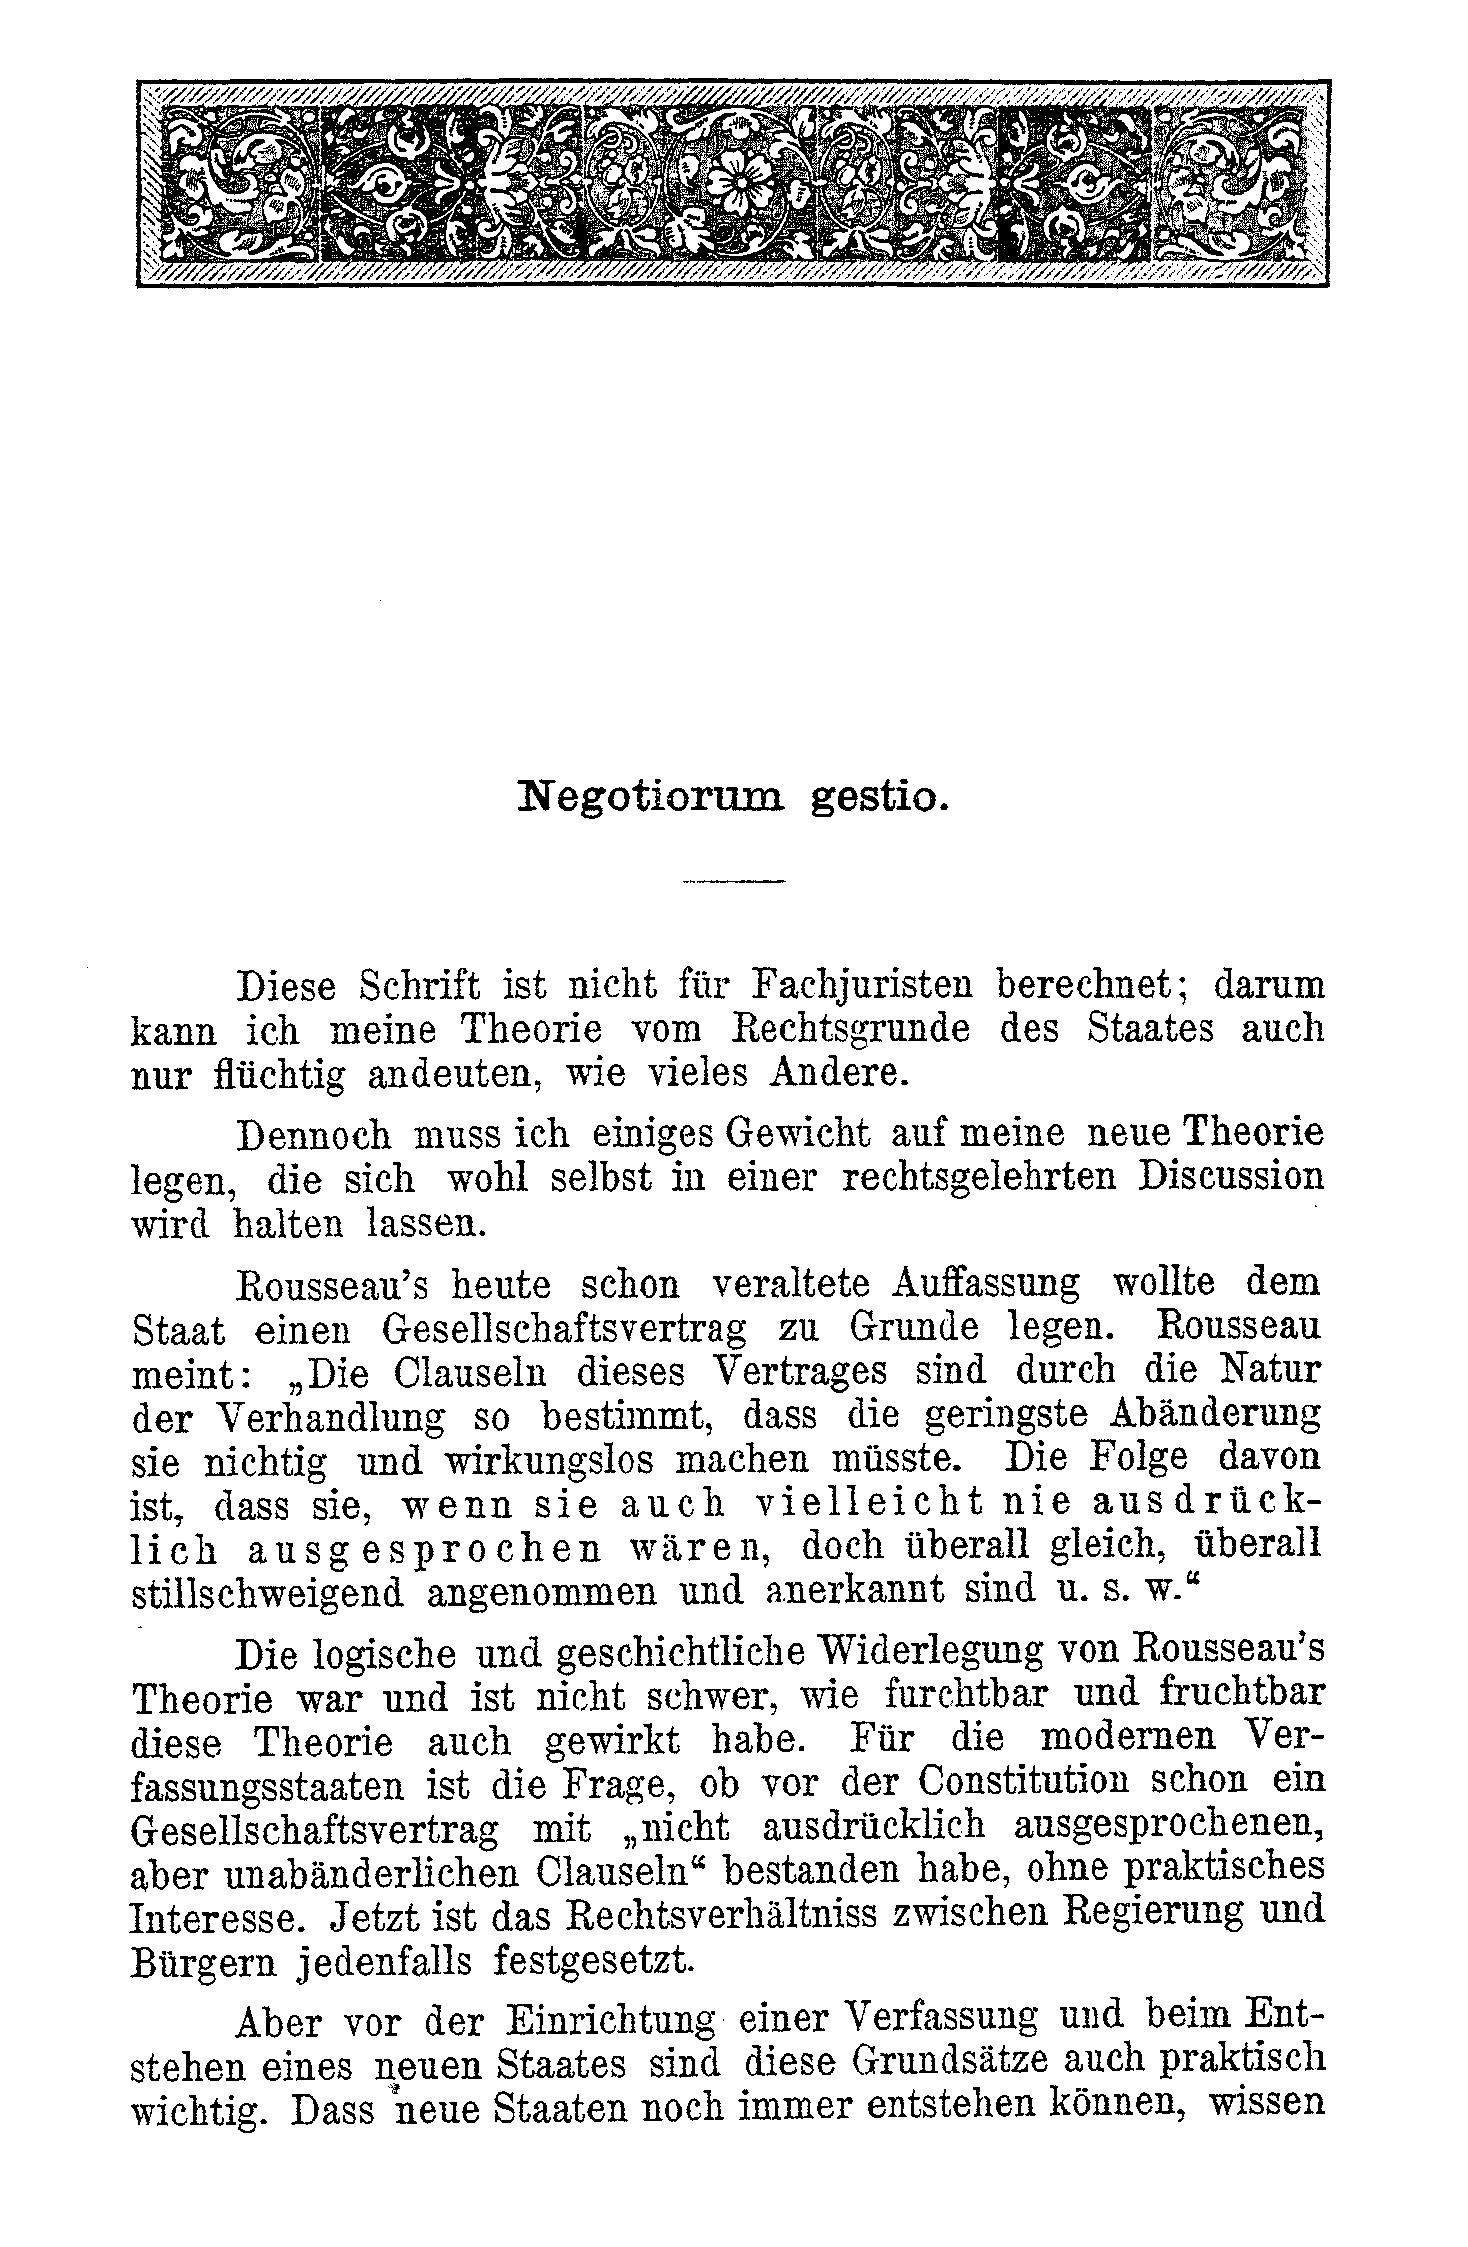 Negotiorum gestio.
Diese Schrift ist nicht für Fachjuristen berechnet; darum
kann ich meine Theorie vom Rechtsgrunde des Staates auch
nur flüchtig andeuten, wie vieles Andere.
Dennoch muss ich einiges Gewicht auf meine neue Theorie
legen, die sich wohl selbst in einer rechtsgelehrten Discussion
wird halten lassen.
Rousseau's heute schon veraltete Auffassung wollte dem
Staat einen Gesellschaftsvertrag zu Grunde legen. Rousseau
meint: „Die Clauseln dieses Vertrages sind durch die Natur
der Verhandlung so bestimmt, dass die geringste Abänderung
sie nichtig und wirkungslos machen müsste. Die Folge davon
ist, dass sie, wenn sie auch vielleicht nie ausdrück-
lich ausgesprochen wären, doch überall gleich, überall
stillschweigend angenommen und anerkannt sind u. s. w.“
Die logische und geschichtliche Widerlegung von Rousseau's
Theorie war und ist nicht schwer, wie furchtbar und fruchtbar
diese Theorie auch gewirkt habe. Für die modernen Ver-
fassungsstaaten ist die Frage, ob vor der Constitution schon ein
Gesellschaftsvertrag mit „nicht ausdrücklich ausgesprochenen,
aber unabänderlichen Clauseln“ bestanden habe, ohne praktisches
Interesse. Jetzt ist das Rechtsverhältniss zwischen Regierung und
Bürgern jedenfalls festgesetzt.
Aber vor der Einrichtung einer Verfassung und beim Ent-
stehen eines neuen Staates sind diese Grundsätze auch praktisch
wichtig. Dass neue Staaten noch immer entstehen können, wissen